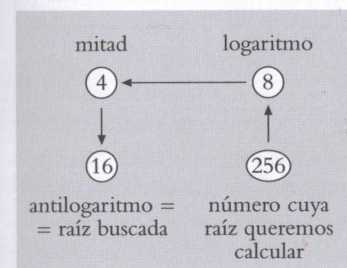 mitad
logaritmo
4
8
16
256
antilogaritmo =
= raíz buscada
número cuya
raíz queremos
calcular